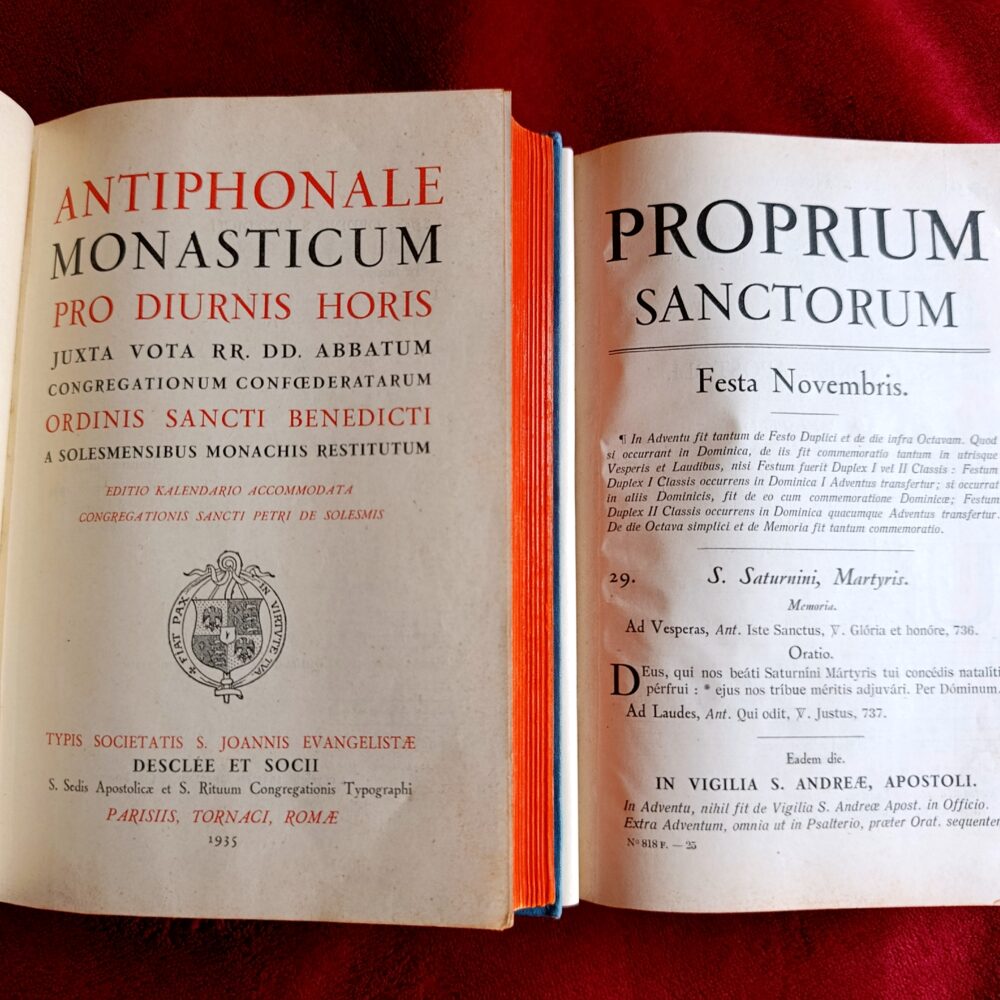 ANTIPHONALE
MONASTICUM
PRO DIURNIS HORIS
JUXTA VOTA RR. DD. ABBATUM
CONGREGATIONUM CONFŒDERATARUM
ORDINIS SANCTI BENEDICTI
A SOLESMENSIBUS MONACHIS RESTITUTUM
EDITIO KALENDARIO ACCOMMODATA
CONGREGATIONIS SANCTI PETRI DE SOLESMIS
✠ FIAT PAX IN VIRTVTE TVA
TYPIS SOCIETATIS S. JOANNIS EVANGELISTÆ
DESCLÉE ET SOCII
S. Sedis Apostolicæ et S. Rituum Congregationis Typographi
PARISIIS, TORNACI, ROMÆ
1935
PROPRIUM
SANCTORUM
Festa Novembris.
¶ In Adventu fit tantum de Festo Duplici et de die infra Octavam. Quod
si occurrant in Dominica, de iis fit commemoratio tantum in utrisque
Vesperis et Laudibus, nisi Festum fuerit Duplex I vel II Classis : Festum
Duplex I Classis occurrens in Dominica I Adventus transfertur; si occurrat
in aliis Dominicis, fit de eo cum commemoratione Dominicæ; Festum
Duplex II Classis occurrens in Dominica quacumque Adventus transfertur.
De die Octava simplici et de Memoria fit tantum commemoratio.
29. S. Saturnini, Martyris.
Memoria.
Ad Vesperas, Ant. Iste Sanctus, ℣. Glória et honóre, 736.
Oratio.
Deus, qui nos beáti Saturníni Mártyris tui concédis natalíti
pérfrui : * ejus nos tríbue méritis adjuvári. Per Dóminum.
Ad Laudes, Ant. Qui odit, ℣. Justus, 737.
Eadem die.
IN VIGILIA S. ANDREÆ, APOSTOLI.
In Adventu, nihil fit de Vigilia S. Andreæ Apost. in Officio.
Extra Adventum, omnia ut in Psalterio, præter Orat. sequenter
Nº 818 F. — 25